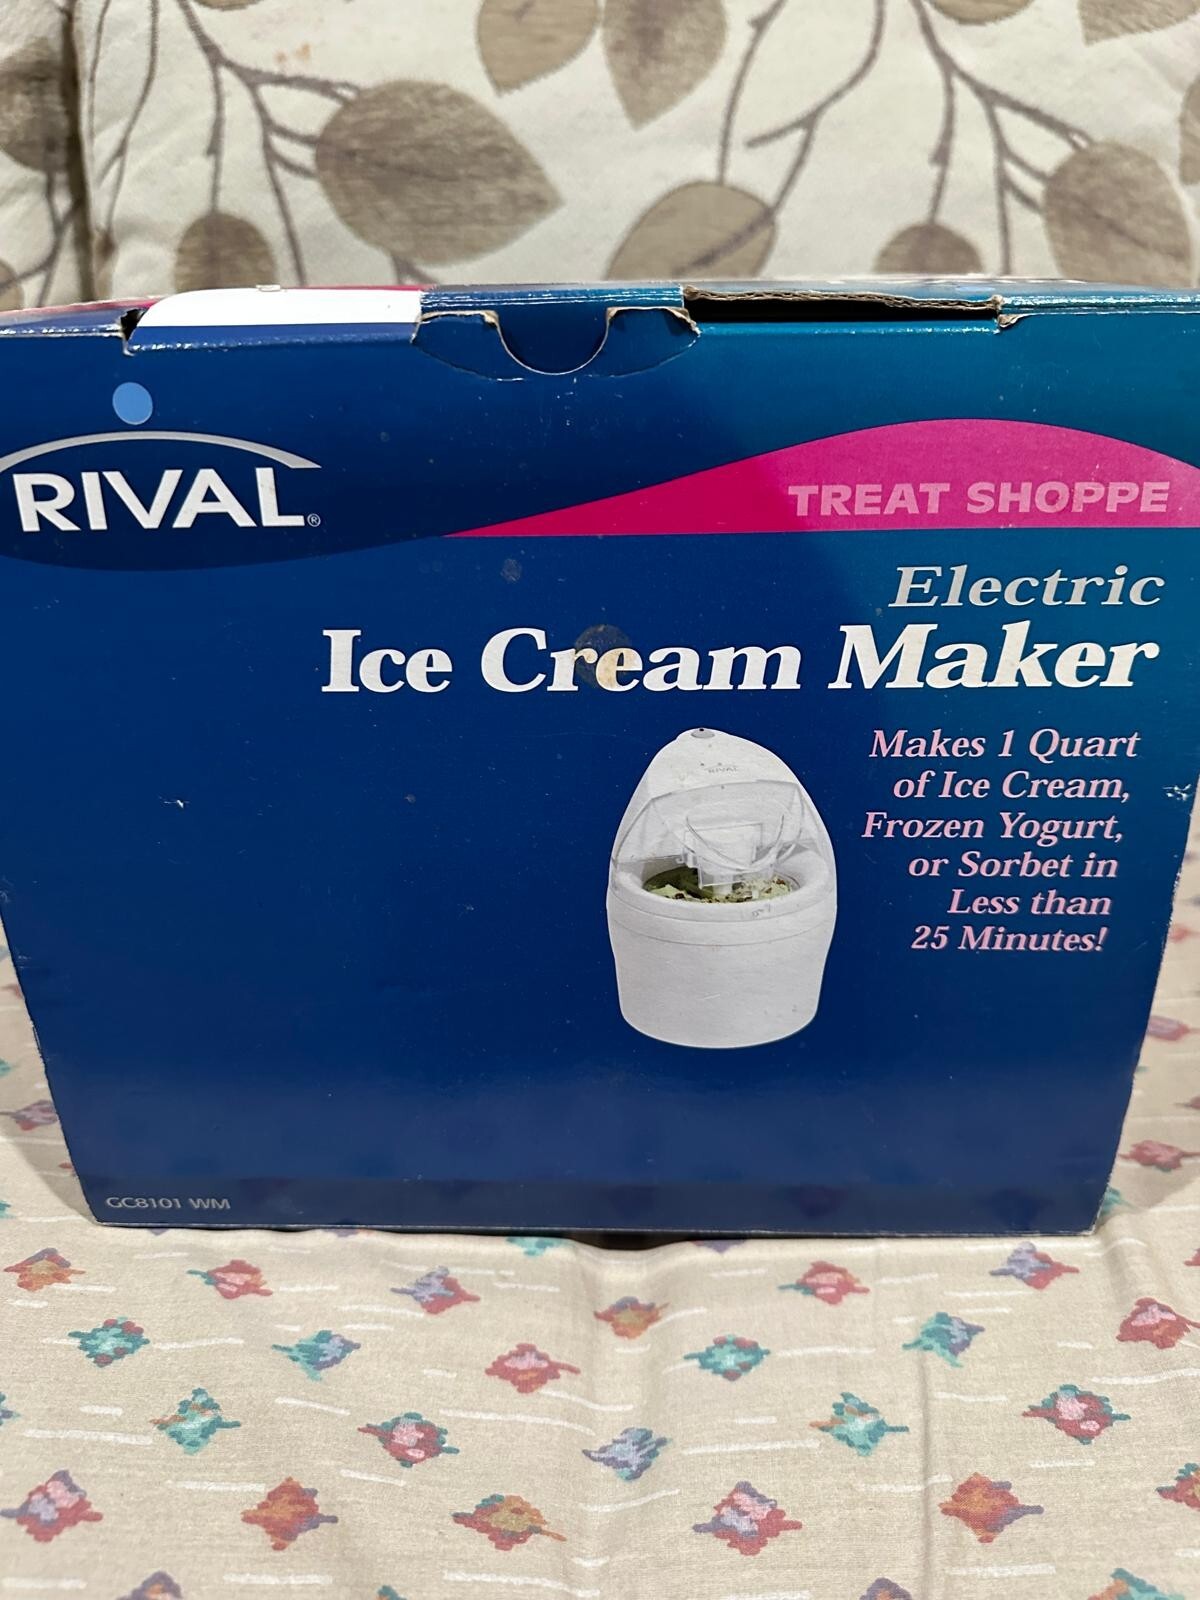 RIVAL®
TREAT SHOPPE
Electric
Ice Cream Maker
RIVAL
Makes 1 Quart
of Ice Cream,
Frozen Yogurt,
or Sorbet in
Less than
25 Minutes!
GC8101 WM